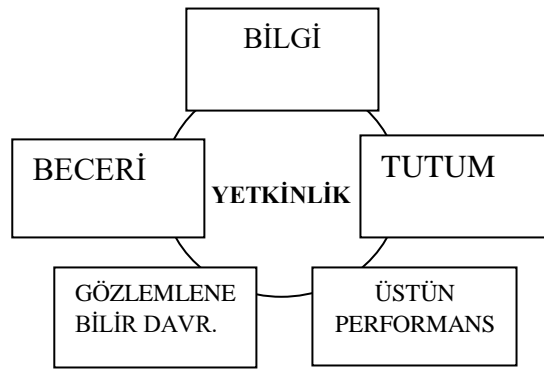 BİLGİ
BECERİ
YETKİNLİK
TUTUM
GÖZLEMLENE
BİLİR DAVR.
ÜSTÜN
PERFORMANS